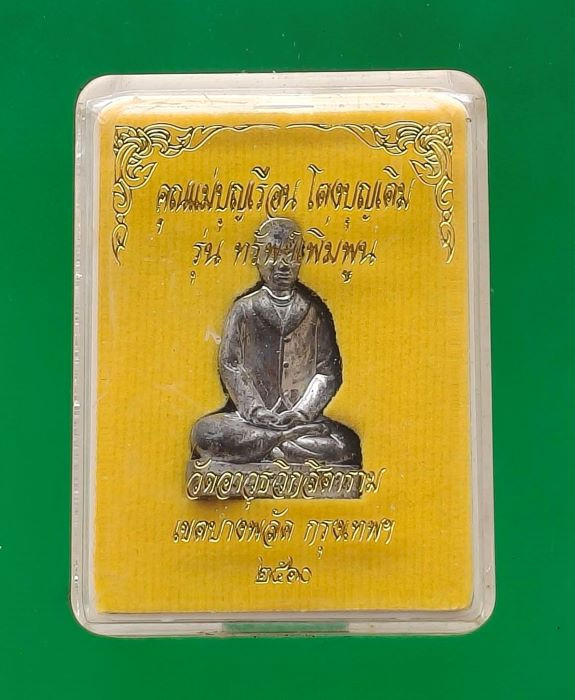 คุณแม่บุญเรือน โตงบุญเติม
รุ่น ทรัพย์เพิ่มพูน
วัดอาวุธวิกสิตาราม
เขตบางพลัด กรุงเทพฯ
๒๕๑๐